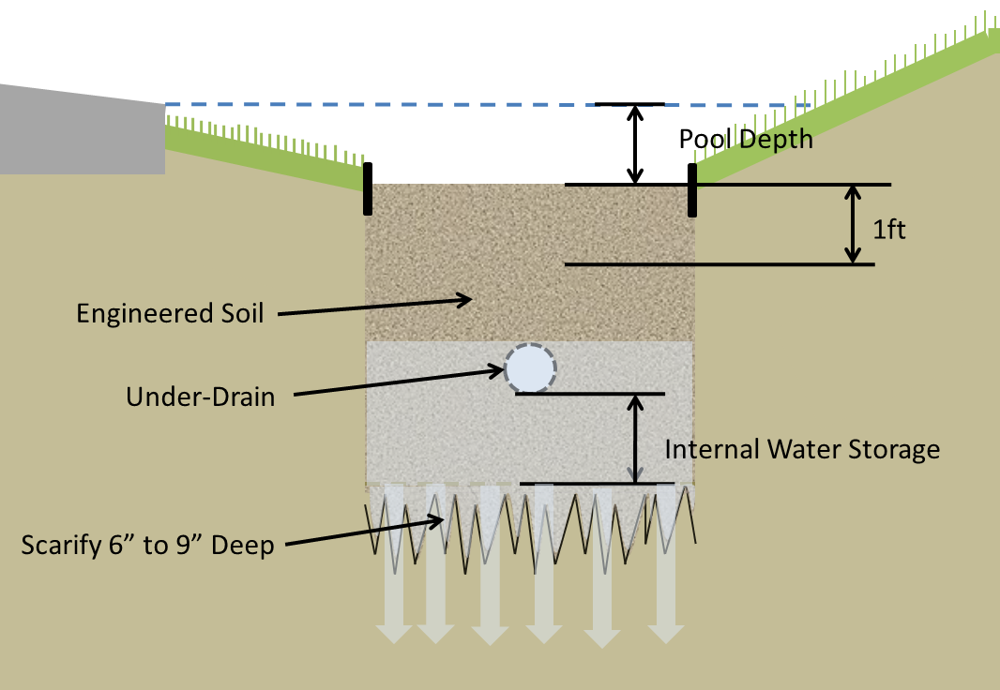 Pool Depth
1ft
Engineered Soil
Under-Drain
Internal Water Storage
Scarify 6” to 9” Deep